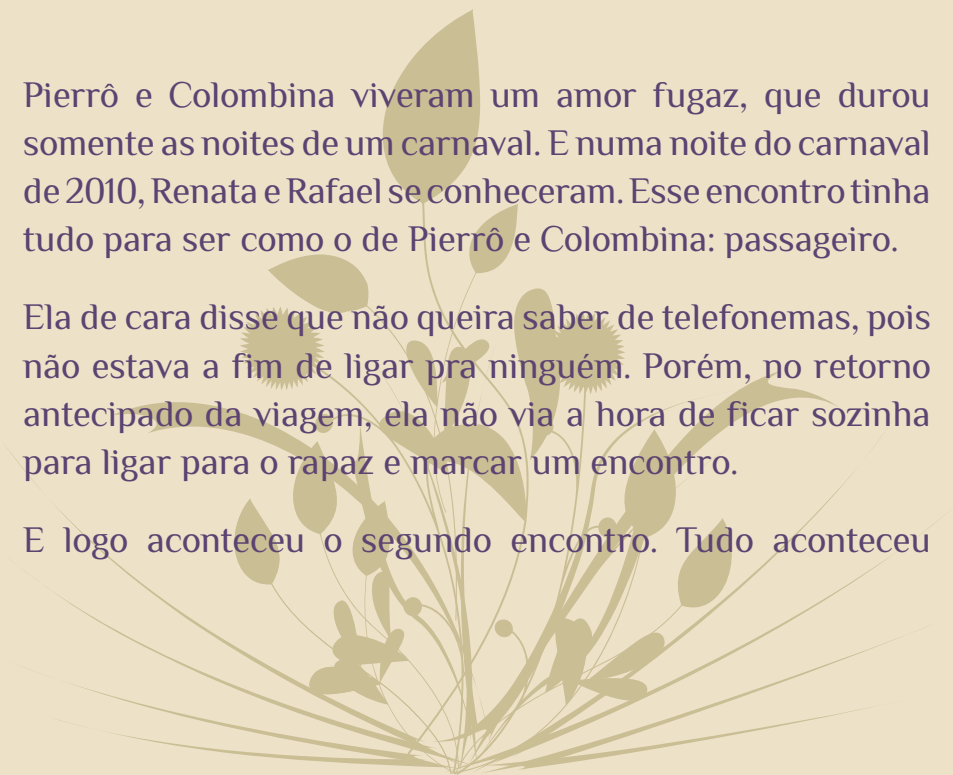 Pierrô e Colombina viveram um amor fugaz, que durou
somente as noites de um carnaval. E numa noite do carnaval
de 2010, Renata e Rafael se conheceram. Esse encontro tinha
tudo para ser como o de Pierrô e Colombina: passageiro.
Ela de cara disse que não queira saber de telefonemas, pois
não estava a fim de ligar pra ninguém. Porém, no retorno
antecipado da viagem, ela não via a hora de ficar sozinha
para ligar para o rapaz e marcar um encontro.
E logo aconteceu o segundo encontro. Tudo aconteceu